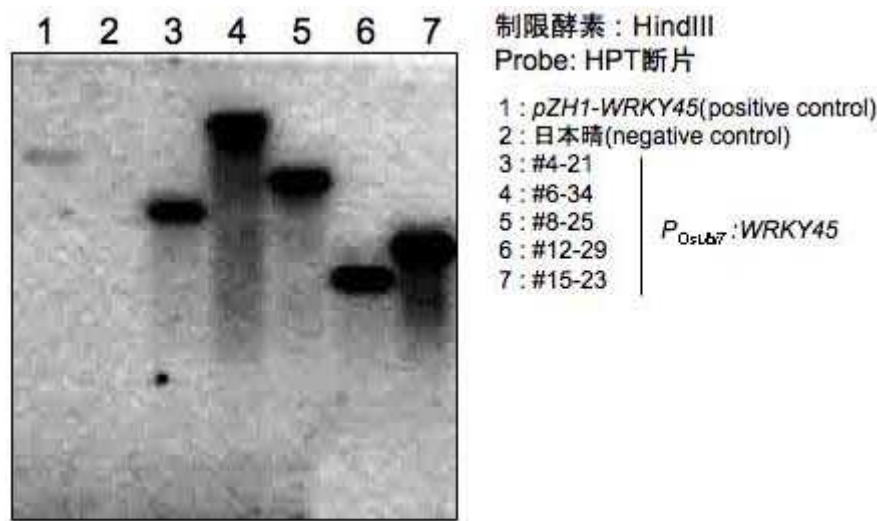 1 2 3 4 5 6 7
制限酵素 : HindIII
Probe: HPT断片
1 : pZH1-WRKY45(positive control)
2 : 日本晴(negative control)
3 : #4-21
4 : #6-34
5 : #8-25
6 : #12-29
7 : #15-23
P OsUbi7 :WRKY45